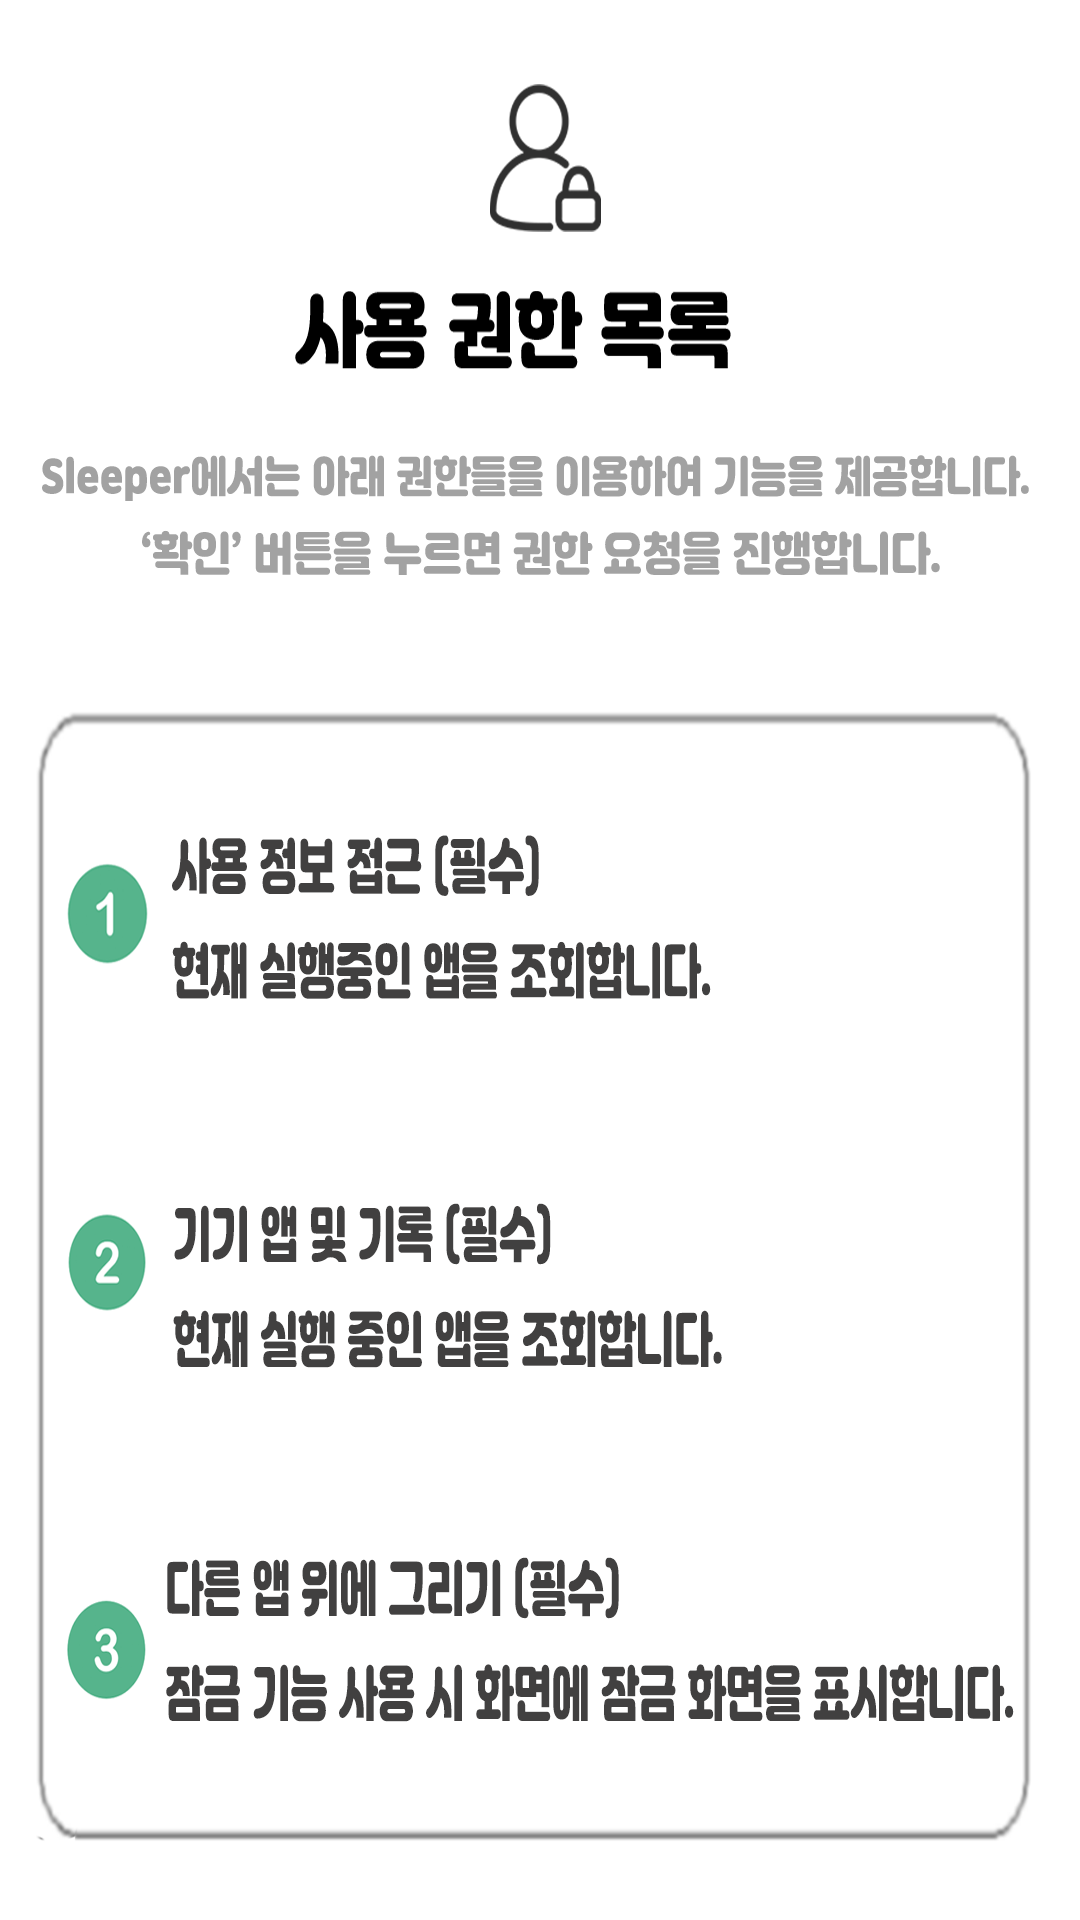 사용 권한 목록
Sleeper에서는 아래 권한들을 이용하여 기능을 제공합니다.
‘확인’ 버튼을 누르면 권한 요청을 진행합니다.
1
사용 정보 접근 (필수)
현재 실행중인 앱을 조회합니다.
2
기기 앱 및 기록 (필수)
현재 실행 중인 앱을 조회합니다.
3
다른 앱 위에 그리기 (필수)
잠금 기능 사용 시 화면에 잠금 화면을 표시합니다.